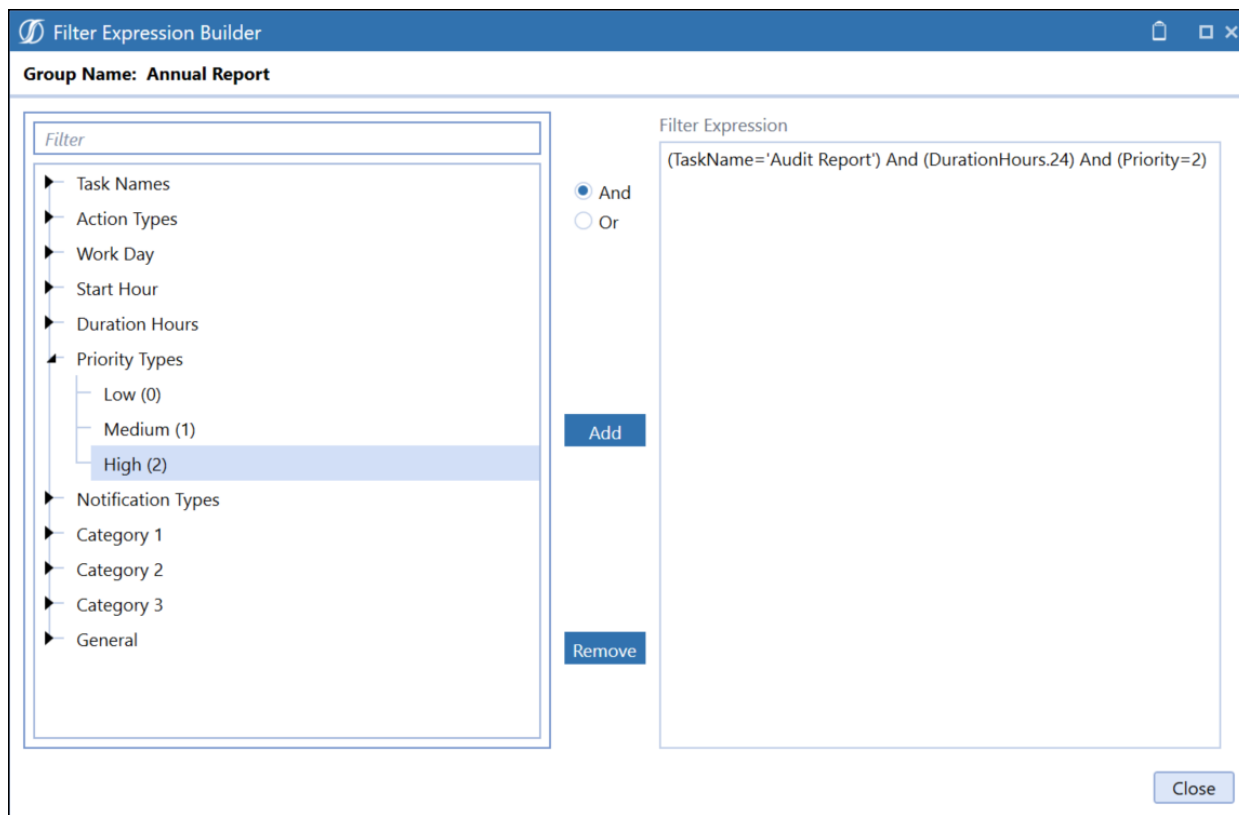 Filter Expression Builder
Group Name: Annual Report
Filter
Task Names
Action Types
Work Day
Start Hour
Duration Hours
Priority Types
Low (0)
Medium (1)
High (2)
Notification Types
Category 1
Category 2
Category 3
General
And
Or
Add
Remove
Filter Expression
(TaskName='Audit Report') And (DurationHours.24) And (Priority=2)
Close